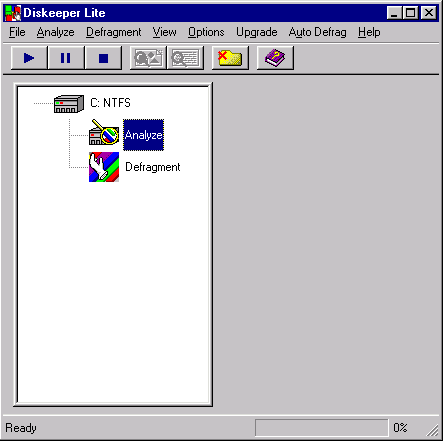 Diskeeper Lite
File Analyze Defragment View Options Upgrade Auto Defrag Help
C: NTFS
Analyze
Defragment
Ready 0%